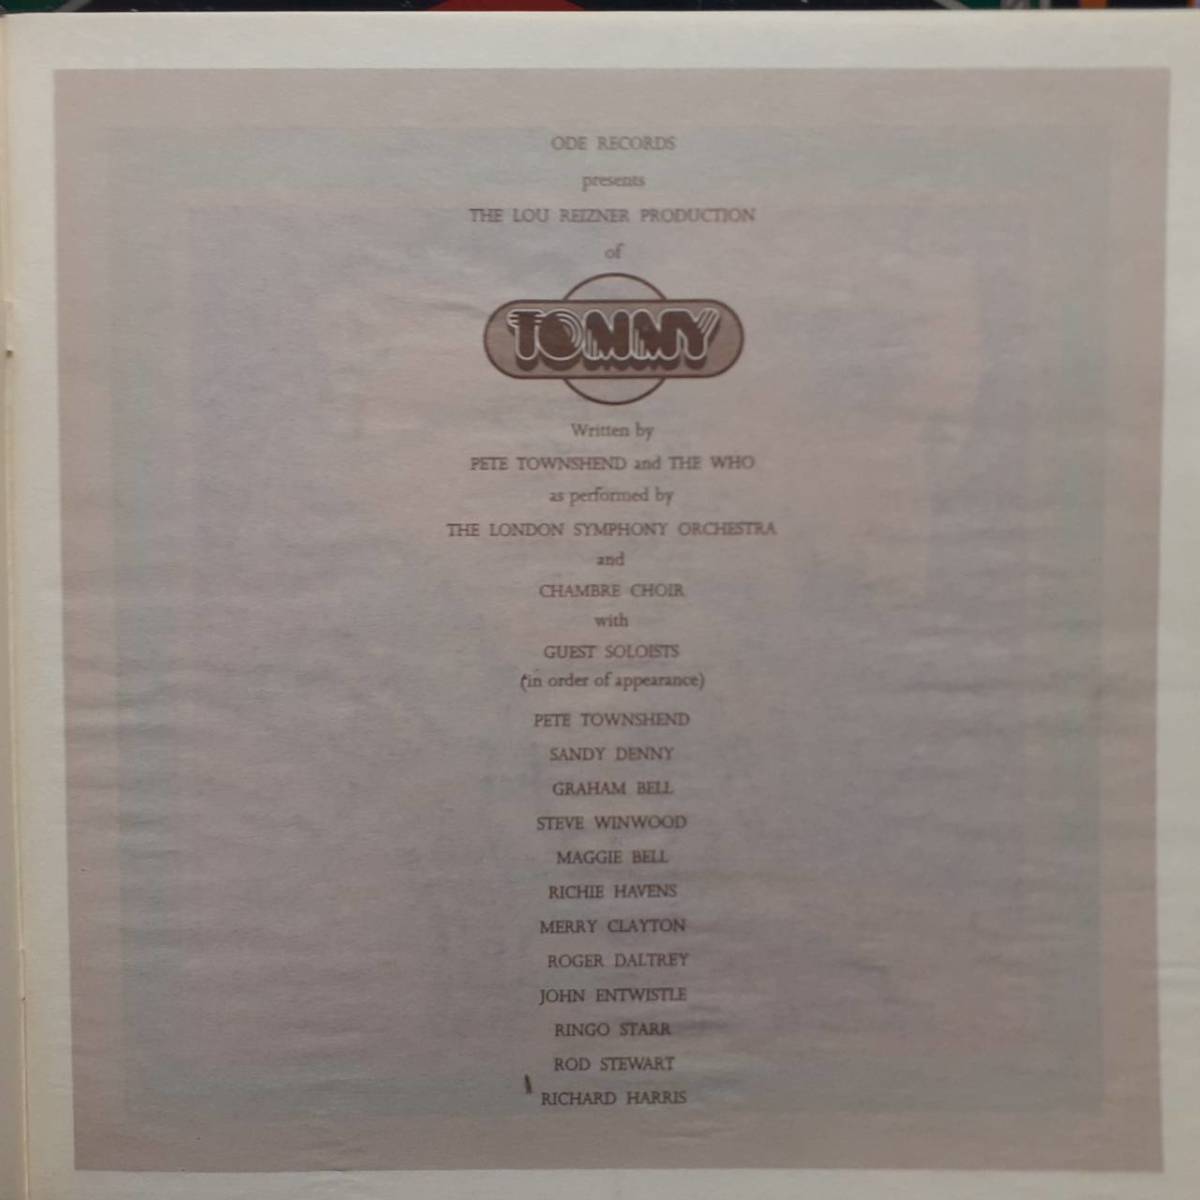 ODE RECORDS
presents
THE LOU REIZNER PRODUCTION
of
TOMMY
Written by
PETE TOWNSHEND and THE WHO
as performed by
THE LONDON SYMPHONY ORCHESTRA
and
CHAMBRE CHOIR
with
GUEST SOLOISTS
(in order of appearance)
PETE TOWNSHEND
SANDY DENNY
GRAHAM BELL
STEVE WINWOOD
MAGGIE BELL
RICHIE HAVENS
MERRY CLAYTON
ROGER DALTREY
JOHN ENTWISTLE
RINGO STARR
ROD STEWART
RICHARD HARRIS